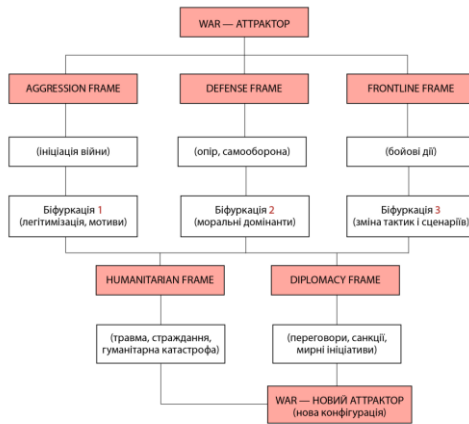 WAR — АТТРАКТОР
AGGRESSION FRAME
DEFENSE FRAME
FRONTLINE FRAME
(ініціація війни)
(опір, самооборона)
(бойові дії)
Біфуркація 1
(легітимізація, мотиви)
Біфуркація 2
(моральні домінанти)
Біфуркація 3
(зміна тактик і сценаріїв)
HUMANITARIAN FRAME
DIPLOMACY FRAME
(травма, страждання,
гуманітарна катастрофа)
(переговори, санкції,
мирні ініціативи)
WAR — НОВИЙ АТТРАКТОР
(нова конфігурація)